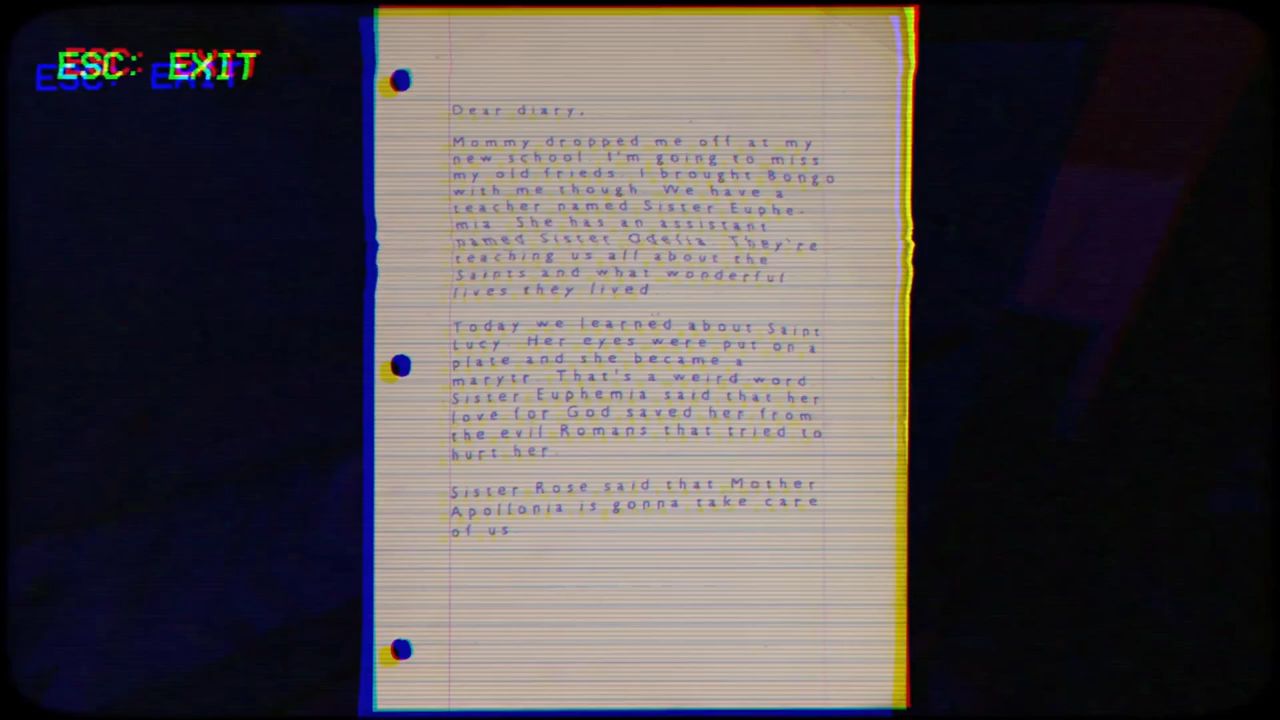 ESC: EXIT
Dear diary,
Mommy dropped me off at my
new school. I'm going to miss
my old frieds. I brought Bongo
with me though. We have a
teacher named Sister Euphe-
mia. She has an assistant
named Sister Odelia. They're
teaching us all about the
Saints and what wonderful
lives they lived.
Today we learned about Saint
Lucy. Her eyes were put on a
plate and she became a
marytr. That's a weird word.
Sister Euphemia said that her
love for God saved her from
the evil Romans that tried to
hurt her.
Sister Rose said that Mother
Apollonia is gonna take care
of us.